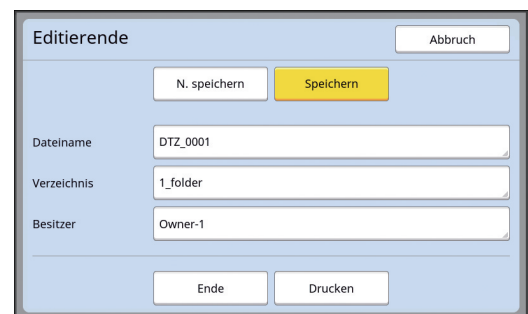 Editierende
Abbruch
N. speichern
Speichern
Dateiname
DTZ_0001
Verzeichnis
1_folder
Besitzer
Owner-1
Ende
Drucken